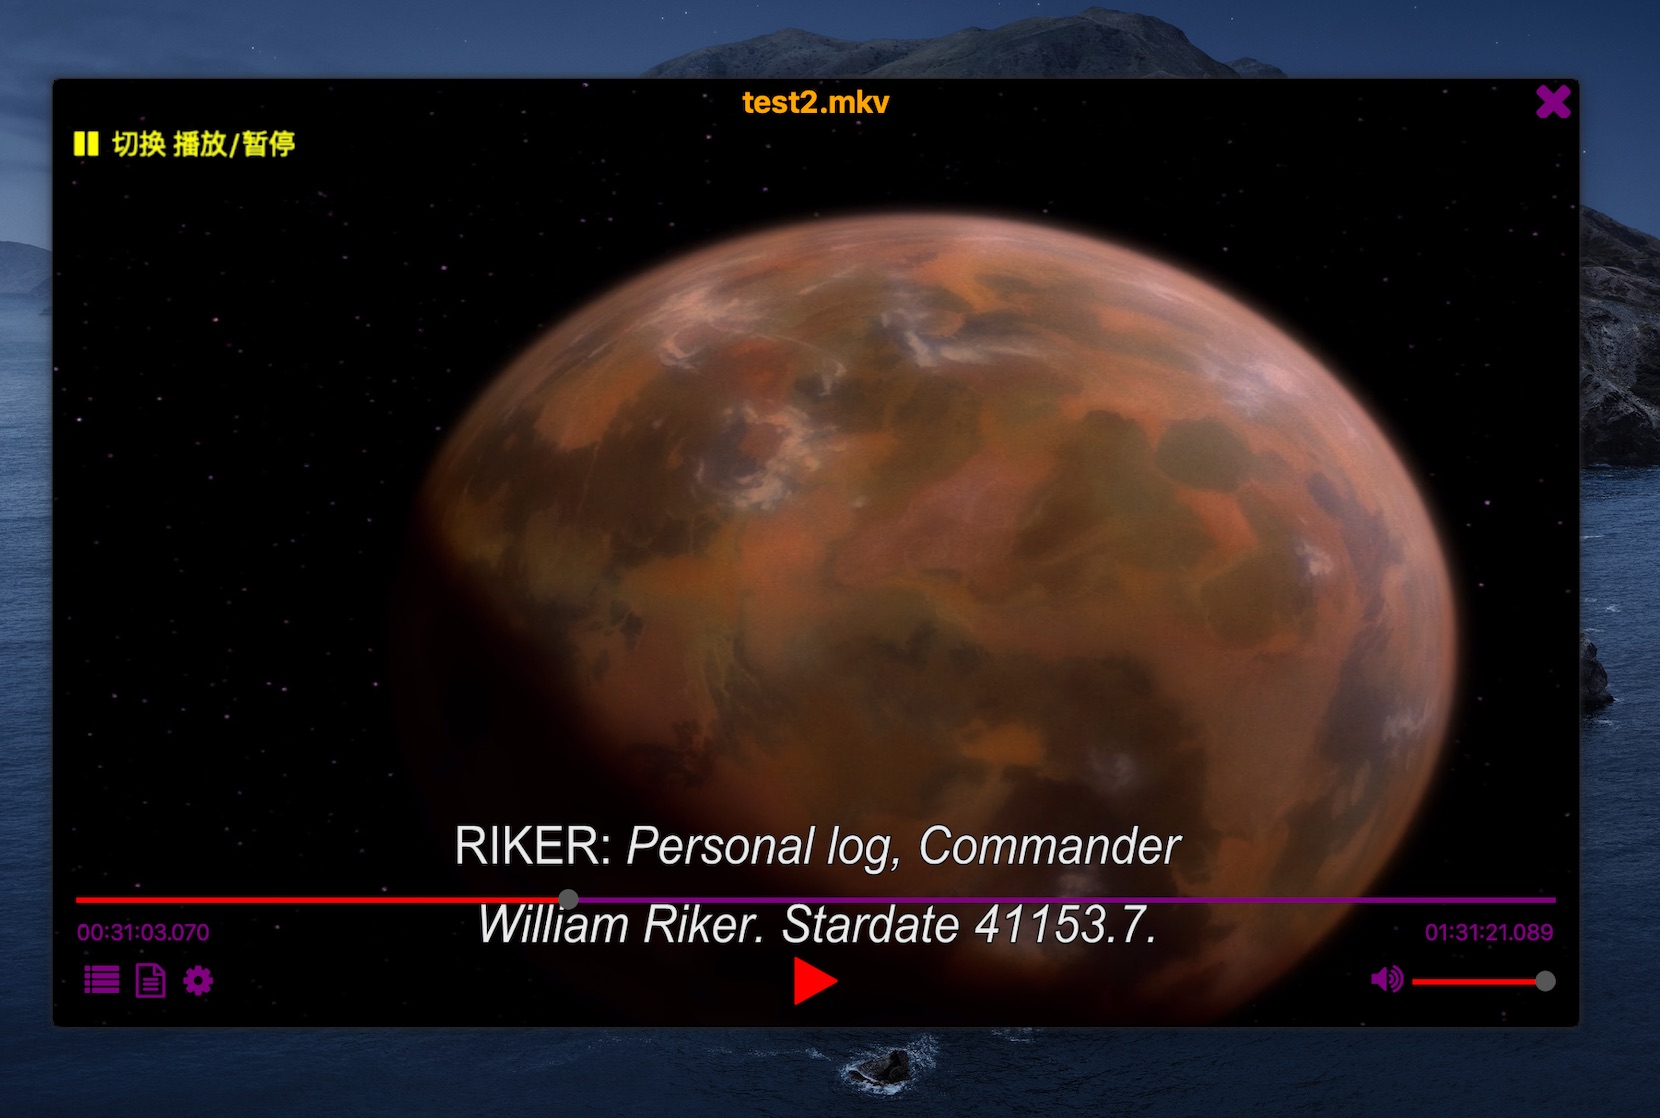 test2.mkv
切换 播放/暂停
RIKER: Personal log, Commander
William Riker. Stardate 41153.7.
00:31:03.070
01:31:21.089